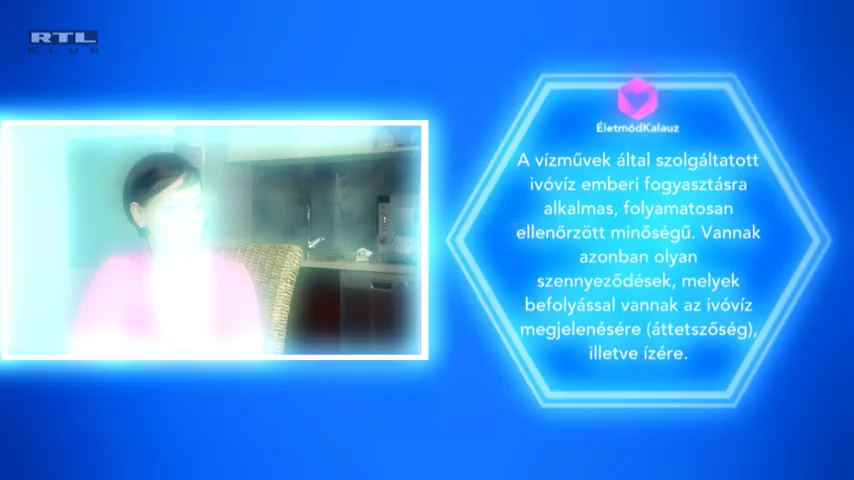 RTL
KLUB
ÉletmódKalauz
A vízművek által szolgáltatott
ivóvíz emberi fogyasztásra
alkalmas, folyamatosan
ellenőrzött minőségű. Vannak
azonban olyan
szennyeződések, melyek
befolyással vannak az ivóvíz
megjelenésére (áttetszőség),
illetve ízére.